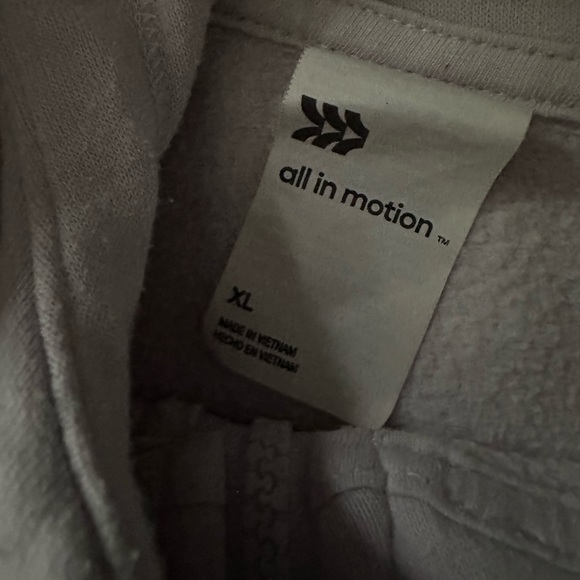 all in motion™
XL
MADE IN VIETNAM
HECHO EN VIETNAM